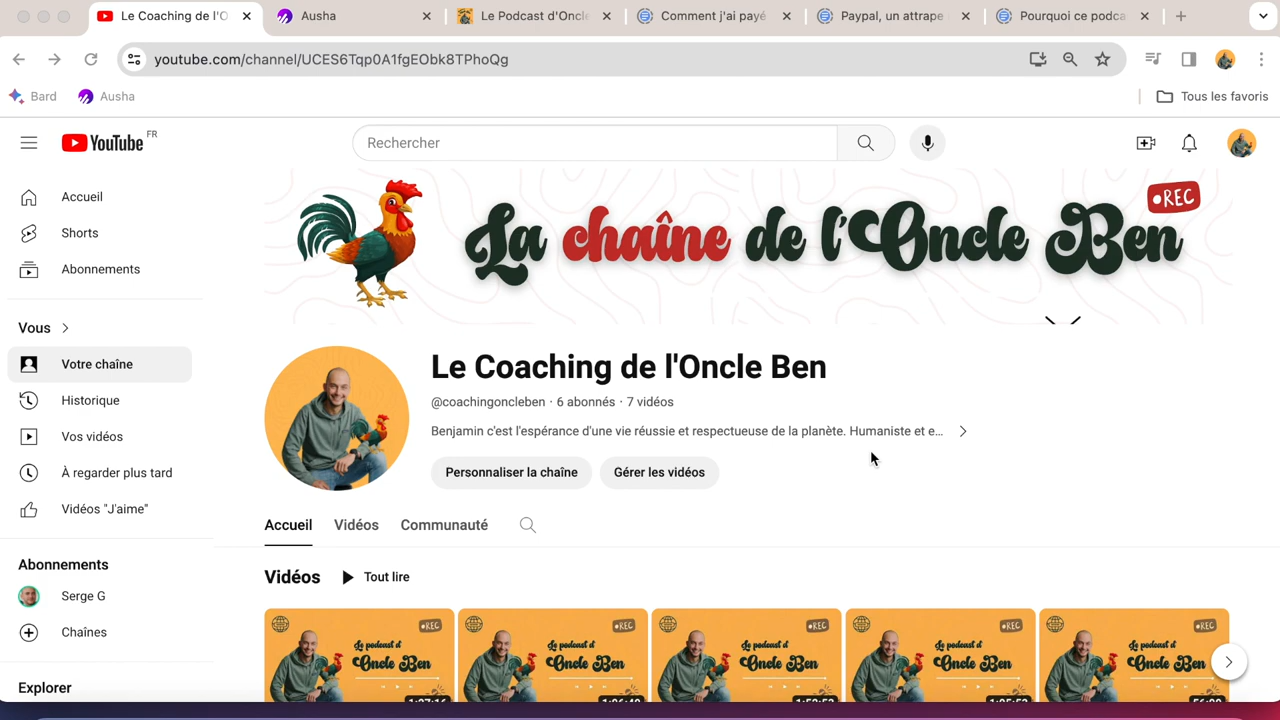 Le Coaching de l'O
Ausha
Le Podcast d'Oncle
Comment j'ai payé
Paypal, un attrape
Pourquoi ce podca
youtube.com/channel/UCES6Tqp0A1fgEObk8TPhoQg
Bard
Ausha
Tous les favoris
YouTube FR
Rechercher
Accueil
Shorts
Abonnements
Vous
Votre chaîne
Historique
Vos vidéos
À regarder plus tard
Vidéos "J'aime"
Abonnements
Serge G
Chaînes
Explorer
REC
La chaîne de l'Oncle Ben
Le Coaching de l'Oncle Ben
@coachingoncleben · 6 abonnés · 7 vidéos
Benjamin c'est l'espérance d'une vie réussie et respectueuse de la planète. Humaniste et e...
Personnaliser la chaîne
Gérer les vidéos
Accueil
Vidéos
Communauté
Vidéos
Tout lire
REC
Le podcast d'
Oncle Ben
REC
Le podcast d'
Oncle Ben
REC
Le podcast d'
Oncle Ben
REC
Le podcast d'
Oncle Ben
REC
Le podcast d'
Oncle Ben